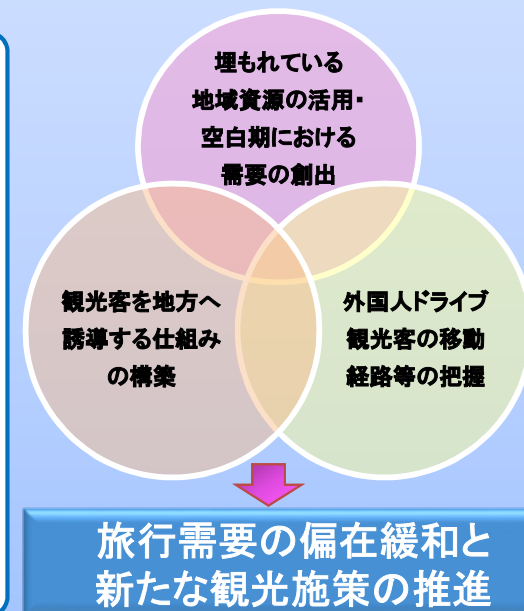 埋もれている
地域資源の活用・
空白期における
需要の創出
観光客を地方へ
誘導する仕組み
の構築
外国人ドライブ
観光客の移動
経路等の把握
旅行需要の偏在緩和と
新たな観光施策の推進